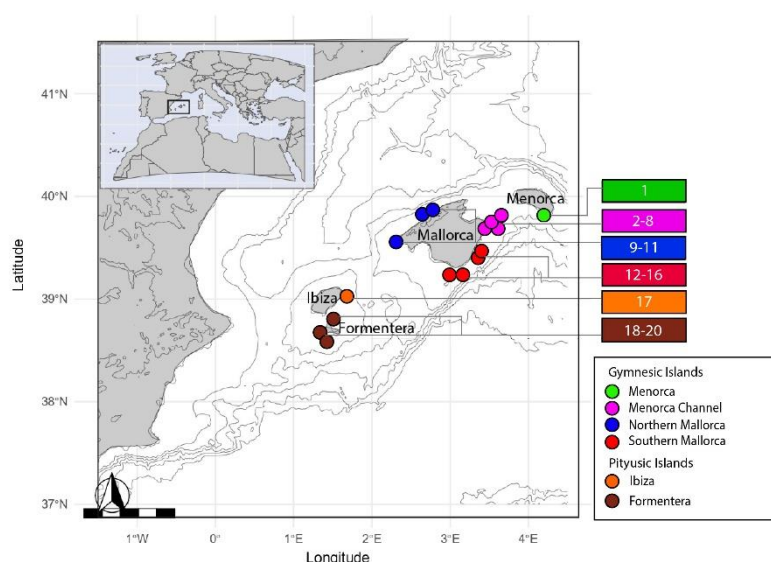 41°N
40°N
39°N
38°N
37°N
Latitude
1°W
0°
1°E
2°E
3°E
4°E
Longitude
Menorca
Mallorca
Ibiza
Formentera
1
2-8
9-11
12-16
17
18-20
Gymnesic Islands
Menorca
Menorca Channel
Northern Mallorca
Southern Mallorca
Pityusic Islands
Ibiza
Formentera